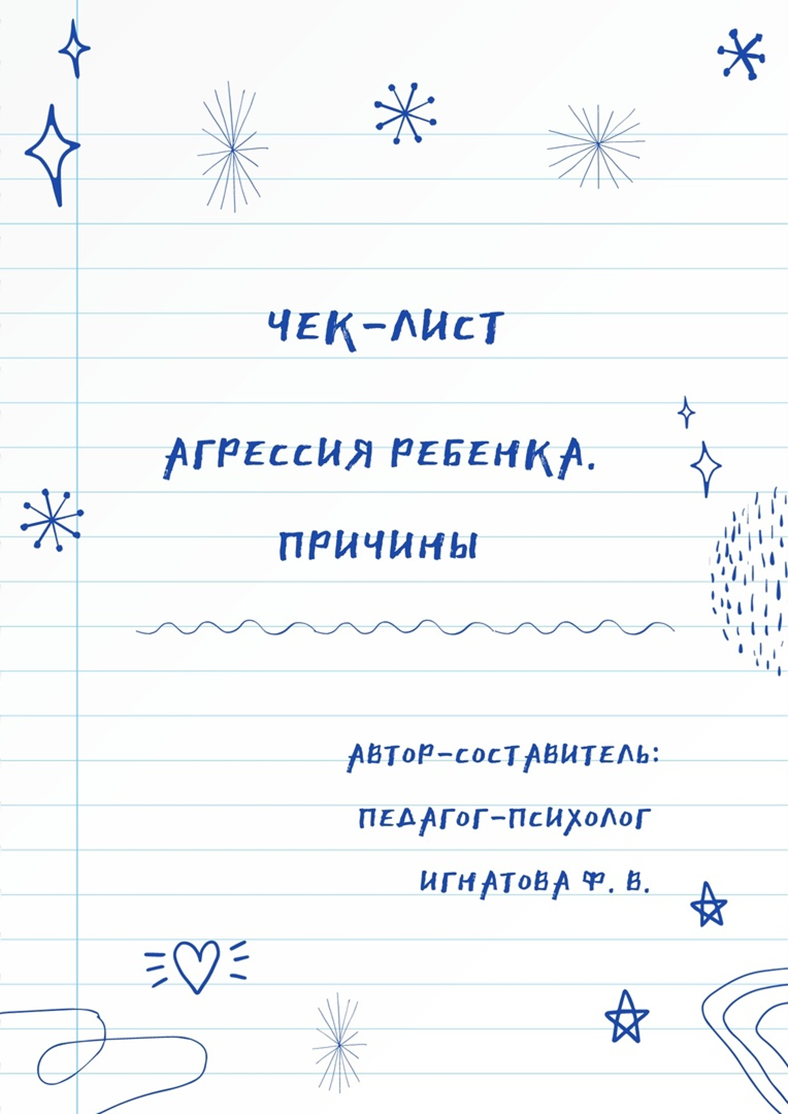 ЧЕК-ЛИСТ
АГРЕССИЯ РЕБЕНКА.
ПРИЧИНЫ
АВТОР-СОСТАВИТЕЛЬ:
ПЕДАГОГ-ПСИХОЛОГ
ИГНАТОВА Ф. В.